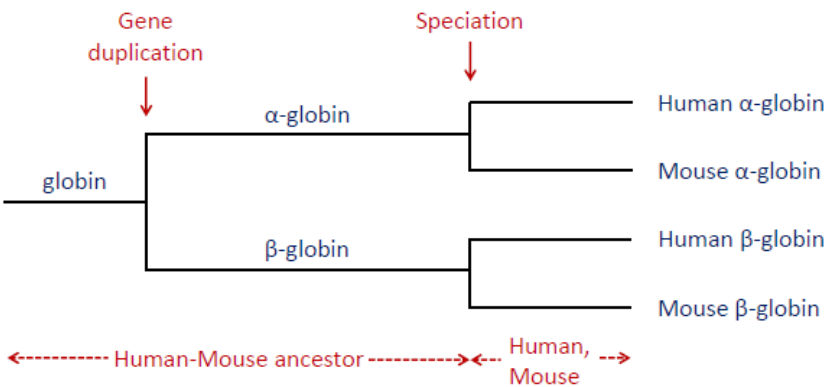 Gene
duplication
Speciation
α-globin
Human α-globin
Mouse α-globin
globin
β-globin
Human β-globin
Mouse β-globin
Human-Mouse ancestor
Human,
Mouse